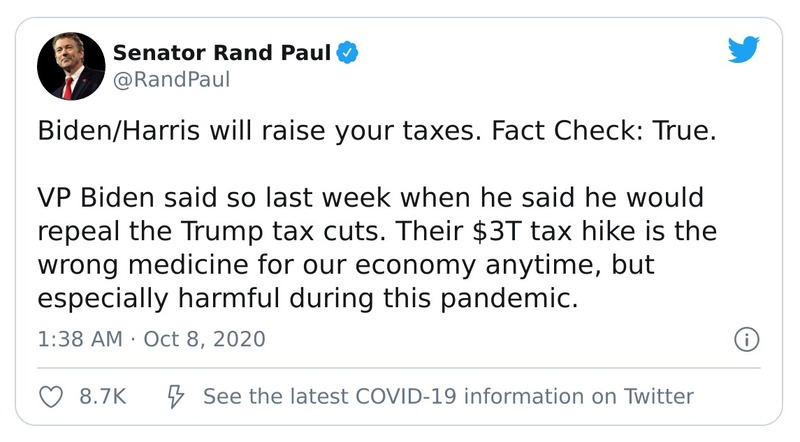 Senator Rand Paul
@RandPaul
Biden/Harris will raise your taxes. Fact Check: True.
VP Biden said so last week when he said he would
repeal the Trump tax cuts. Their $3T tax hike is the
wrong medicine for our economy anytime, but
especially harmful during this pandemic.
1:38 AM · Oct 8, 2020
8.7K See the latest COVID-19 information on Twitter